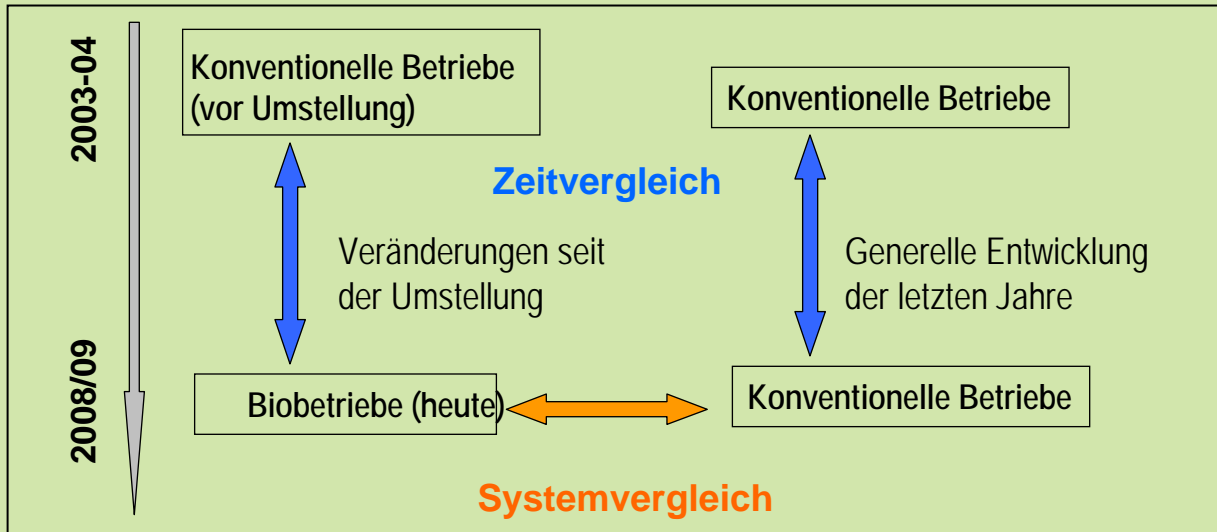 2003-04
Konventionelle Betriebe
(vor Umstellung)
Konventionelle Betriebe
Zeitvergleich
Veränderungen seit
der Umstellung
Generelle Entwicklung
der letzten Jahre
2008/09
Biobetriebe (heute)
Konventionelle Betriebe
Systemvergleich